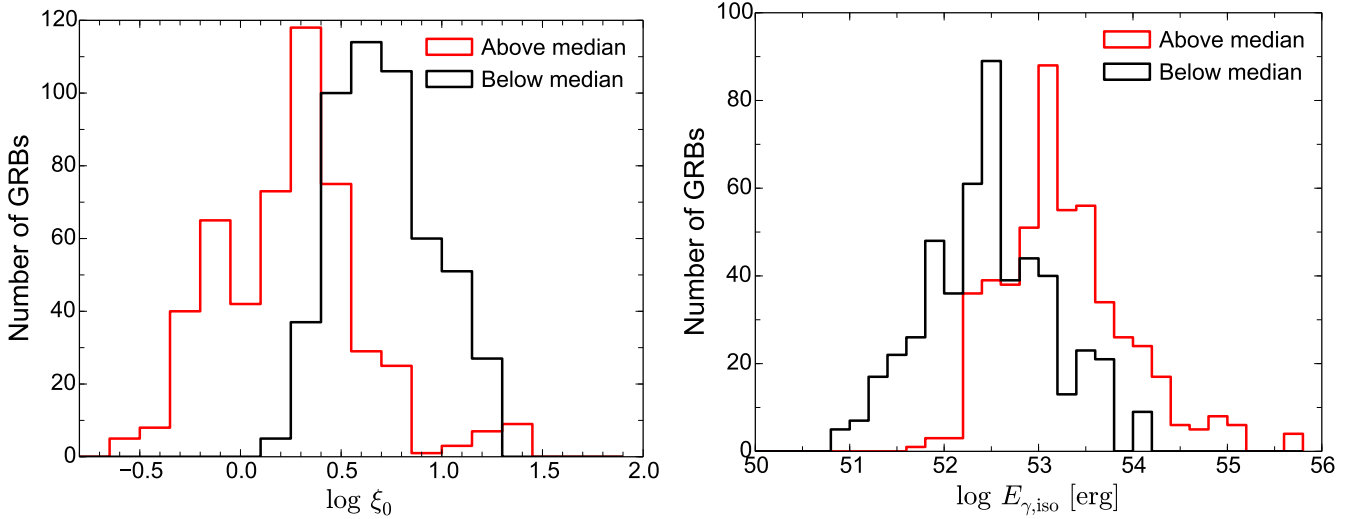 120
100
80
60
40
20
0
Number of GRBs
Above median
Below median
−0.5 0.0 0.5 1.0 1.5 2.0
log ξ₀
100
80
60
40
20
0
Number of GRBs
Above median
Below median
50 51 52 53 54 55 56
log E_γ,iso [erg]